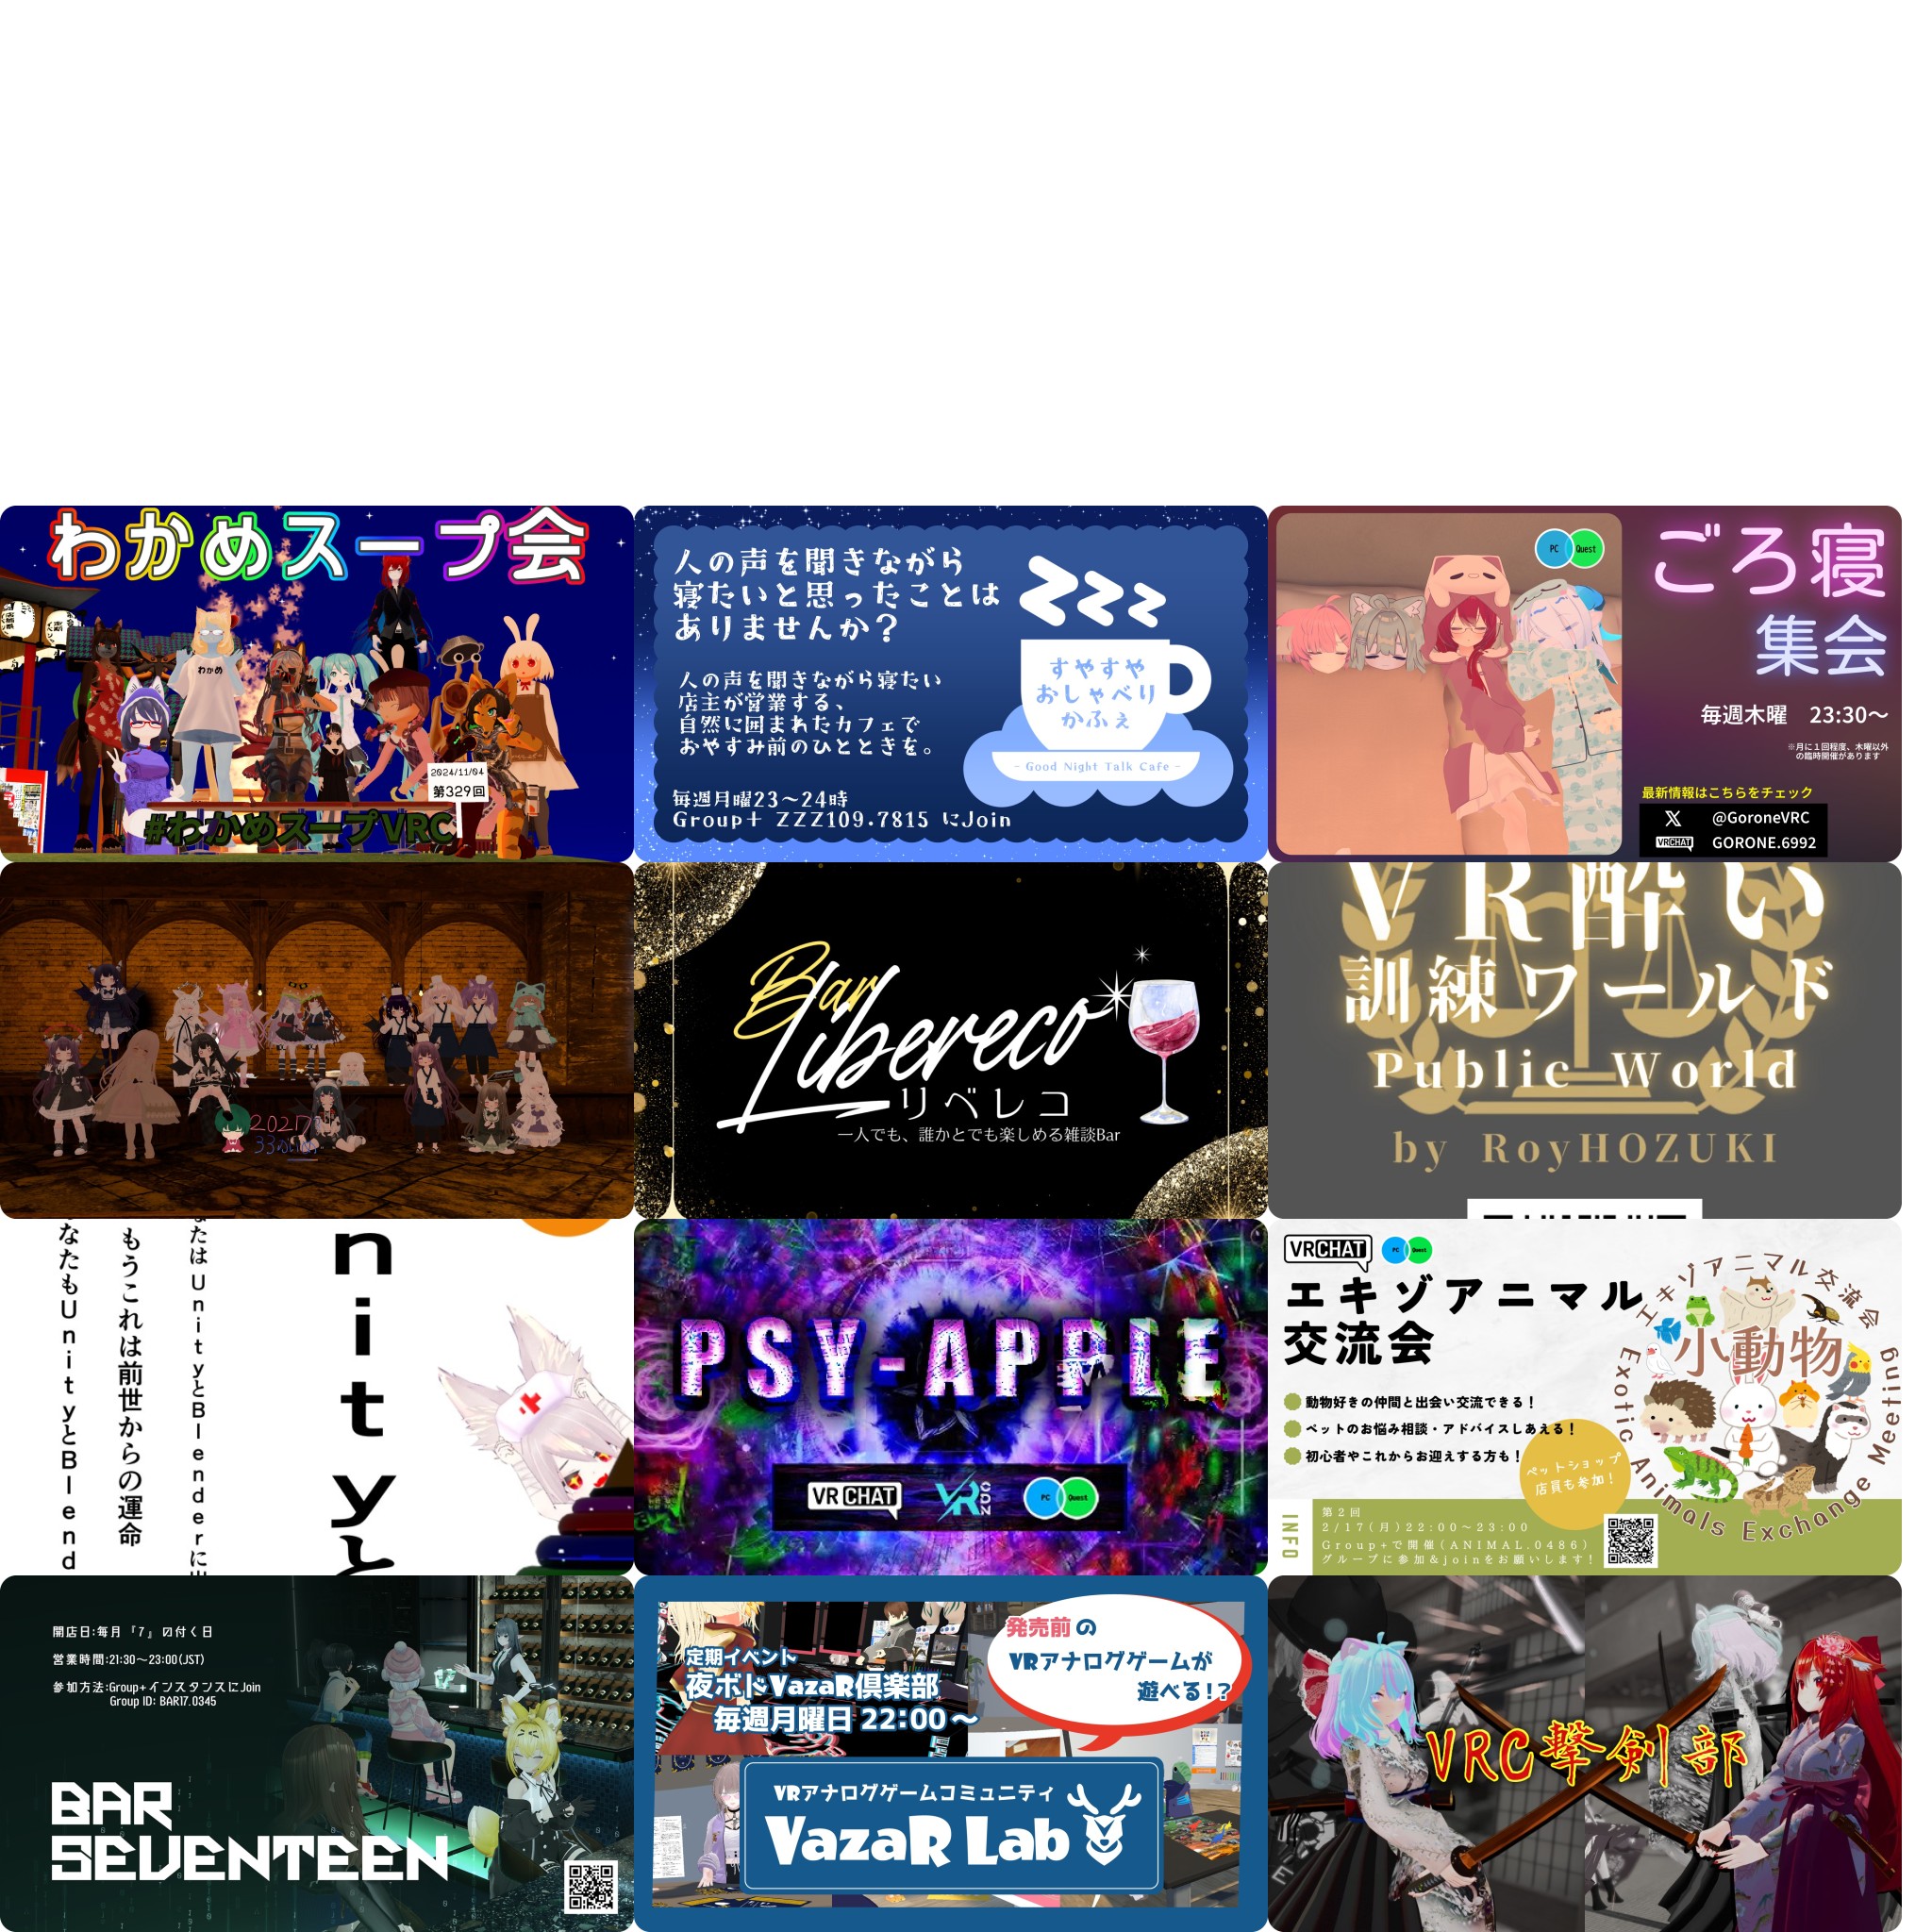 わかめスープ会
わかめ
2024/11/04
第329回
#わかめスープVRC
人の声を聞きながら
寝たいと思ったことは
ありませんか?
人の声を聞きながら寝たい
店主が営業する、
自然に囲まれたカフェで
おやすみ前のひとときを。
毎週月曜23〜24時
Group+ ZZZ109.7815 にJoin
zzz
すやすや
おしゃべり
かふぇ
- Good Night Talk Cafe -
PC Quest
ごろ寝
集会
毎週木曜 23:30〜
※月に1回程度、木曜以外
の臨時開催があります
最新情報はこちらをチェック
X @GoroneVRC
VRCHAT GORONE.6992
2021
Bar
Libereco
リベレコ
一人でも、誰かとでも楽しめる雑談Bar
VR酔い
訓練ワールド
Public World
by RoyHOZUKI
nityと
たは UnityとBlenderに出
もうこれは前世からの運命
なたもUnityとBlend
PSY-APPLE
VRCHAT
VR
PC Quest
VRCHAT PC Quest
エキゾアニマル
交流会
動物好きの仲間と出会い交流できる!
ペットのお悩み相談・アドバイスしあえる!
初心者やこれからお迎えする方も!
ペットショップ
店員も参加!
エキゾアニマル交流会
小動物
Exotic Animals Exchange Meeting
INFO
第2回
2/17(月)22:00〜23:00
Group+で開催(ANIMAL.0486)
グループに参加&joinをお願いします!
開店日:毎月『7』の付く日
営業時間:21:30〜23:00(JST)
参加方法:Group+インスタンスにJoin
Group ID: BAR17.0345
BAR
SEVENTEEN
定期イベント
夜ボドVazaR倶楽部
毎週月曜日 22:00〜
発売前の
VRアナログゲームが
遊べる!?
VRアナログゲームコミュニティ
VazaR Lab
VRC撃剣部